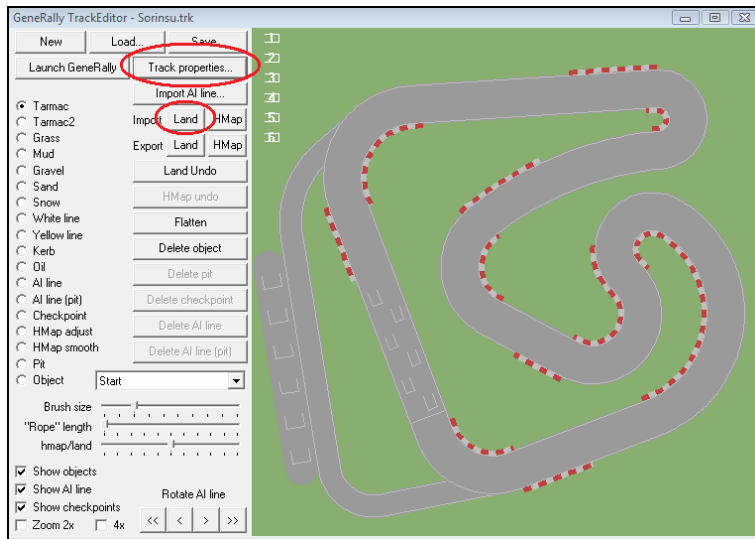 GeneRally TrackEditor - Sorinsu.trk
New Load... Save...
Launch GeneRally Track properties...
Import AI line...
Import Land HMap
Export Land HMap
Land Undo
HMap undo
Flatten
Delete object
Delete pit
Delete checkpoint
Delete AI line
Delete AI line (pit)
Tarmac
Tarmac2
Grass
Mud
Gravel
Sand
Snow
White line
Yellow line
Kerb
Oil
AI line
AI line (pit)
Checkpoint
HMap adjust
HMap smooth
Pit
Object Start
Brush size
"Rope" length
hmap/land
Show objects
Show AI line
Show checkpoints
Zoom 2x 4x
Rotate AI line
<< < > >>
1
2
3
4
5
6